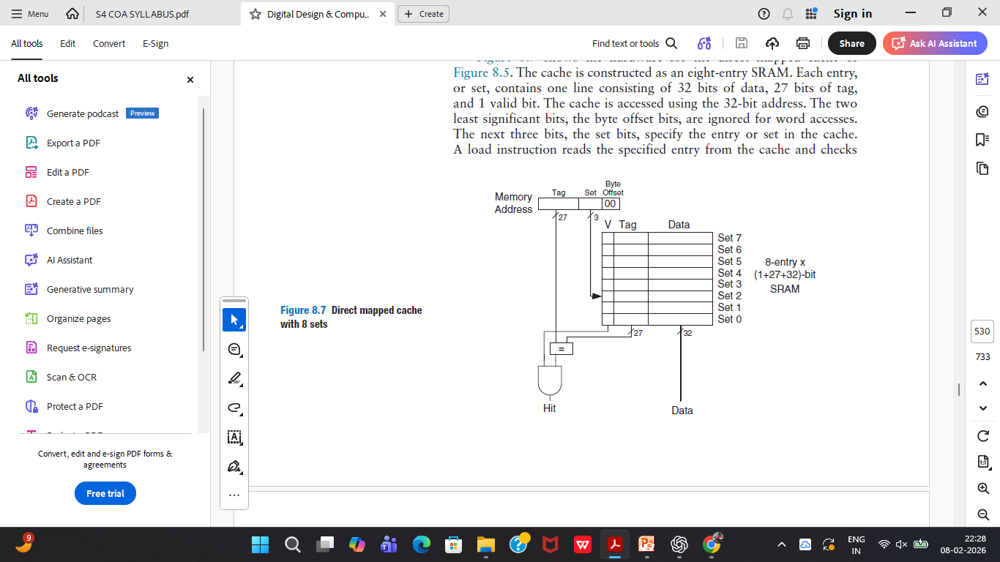 Menu
S4 COA SYLLABUS.pdf
Digital Design & Compu...
Create
Sign in
All tools
Edit
Convert
E-Sign
Find text or tools
Share
Ask AI Assistant
All tools
Generate podcast Preview
Export a PDF
Edit a PDF
Create a PDF
Combine files
AI Assistant
Generative summary
Organize pages
Request e-signatures
Scan & OCR
Protect a PDF
Convert, edit and e-sign PDF forms &
agreements
Free trial
Figure 8.5. The cache is constructed as an eight-entry SRAM. Each entry,
or set, contains one line consisting of 32 bits of data, 27 bits of tag,
and 1 valid bit. The cache is accessed using the 32-bit address. The two
least significant bits, the byte offset bits, are ignored for word accesses.
The next three bits, the set bits, specify the entry or set in the cache.
A load instruction reads the specified entry from the cache and checks
Memory
Address
Tag
Set
Byte
Offset
00
27
3
V Tag Data
Set 7
Set 6
Set 5
Set 4
Set 3
Set 2
Set 1
Set 0
8-entry x
(1+27+32)-bit
SRAM
27
32
=
Hit
Data
Figure 8.7 Direct mapped cache
with 8 sets
530
733
1:1
9
ENG
IN
22:28
08-02-2026